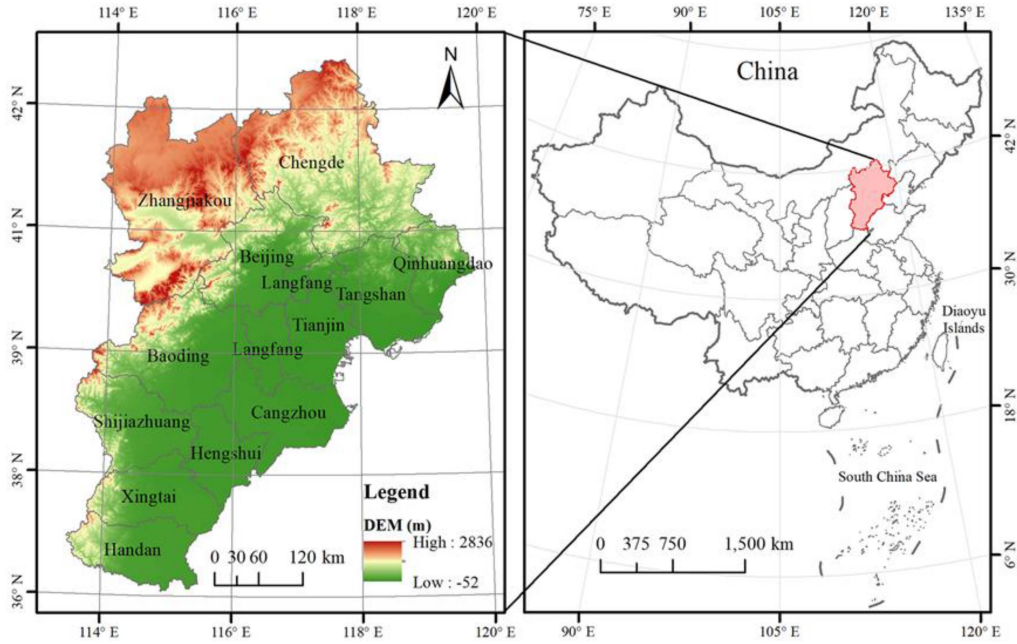 114° E 116° E 118° E 120° E
75° E 90° E 105° E 120° E 135° E
42° N
41° N
39° N
38° N
36° N
N
Chengde
Zhangjiakou
Beijing
Qinhuangdao
Langfang
Tangshan
Tianjin
Baoding
Langfang
Cangzhou
Shijiazhuang
Hengshui
Xingtai
Handan
Legend
DEM (m)
High : 2836
Low : -52
0 30 60 120 km
114° E 116° E 118° E 120° E
China
Diaoyu
Islands
South China Sea
0 375 750 1,500 km
42° N
30° N
18° N
6° N
90° E 105° E 120° E